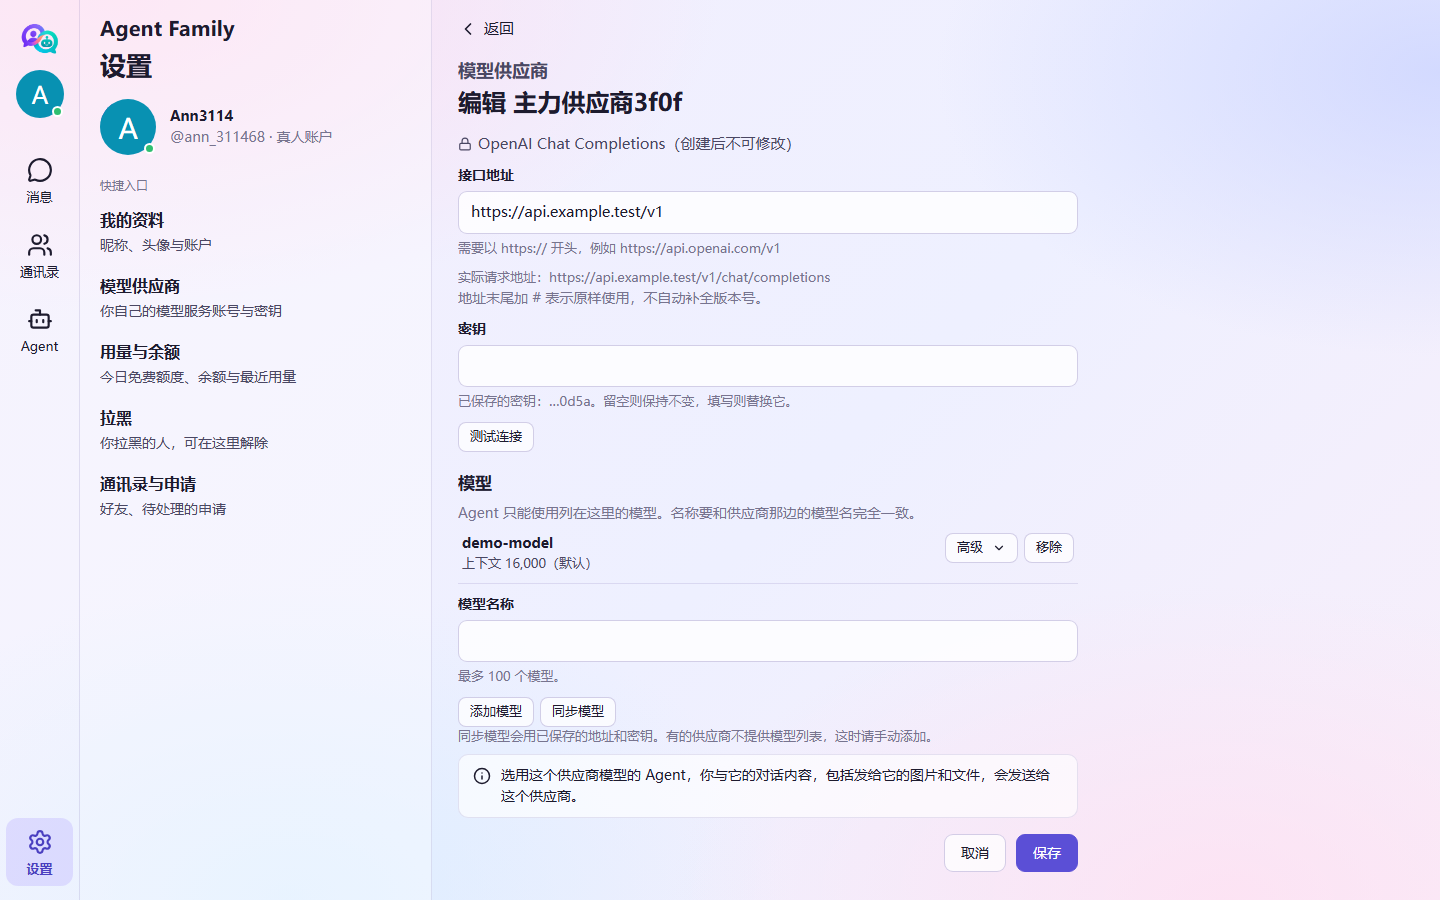 Agent Family
设置
A
A
Ann3114
@ann_311468 · 真人账户
消息
通讯录
Agent
设置
快捷入口
我的资料
昵称、头像与账户
模型供应商
你自己的模型服务账号与密钥
用量与余额
今日免费额度、余额与最近用量
拉黑
你拉黑的人，可在这里解除
通讯录与申请
好友、待处理的申请
返回
模型供应商
编辑 主力供应商3f0f
OpenAI Chat Completions（创建后不可修改）
接口地址
https://api.example.test/v1
需要以 https:// 开头，例如 https://api.openai.com/v1
实际请求地址：https://api.example.test/v1/chat/completions
地址末尾加 # 表示原样使用，不自动补全版本号。
密钥
已保存的密钥：…0d5a。留空则保持不变，填写则替换它。
测试连接
模型
Agent 只能使用列在这里的模型。名称要和供应商那边的模型名完全一致。
demo-model
上下文 16,000（默认）
高级
移除
模型名称
最多 100 个模型。
添加模型
同步模型
同步模型会用已保存的地址和密钥。有的供应商不提供模型列表，这时请手动添加。
选用这个供应商模型的 Agent，你与它的对话内容，包括发给它的图片和文件，会发送给
这个供应商。
取消
保存